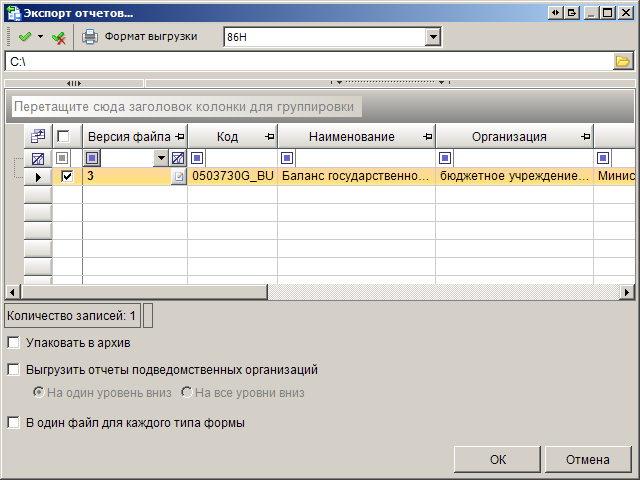 Экспорт отчетов...
Формат выгрузки 86Н
C:\
Перетащите сюда заголовок колонки для группировки
Версия файла Код Наименование Организация
3 0503730G_BU Баланс государственно... бюджетное учреждение... Минис
Количество записей: 1
Упаковать в архив
Выгрузить отчеты подведомственных организаций
На один уровень вниз На все уровни вниз
В один файл для каждого типа формы
ОК Отмена